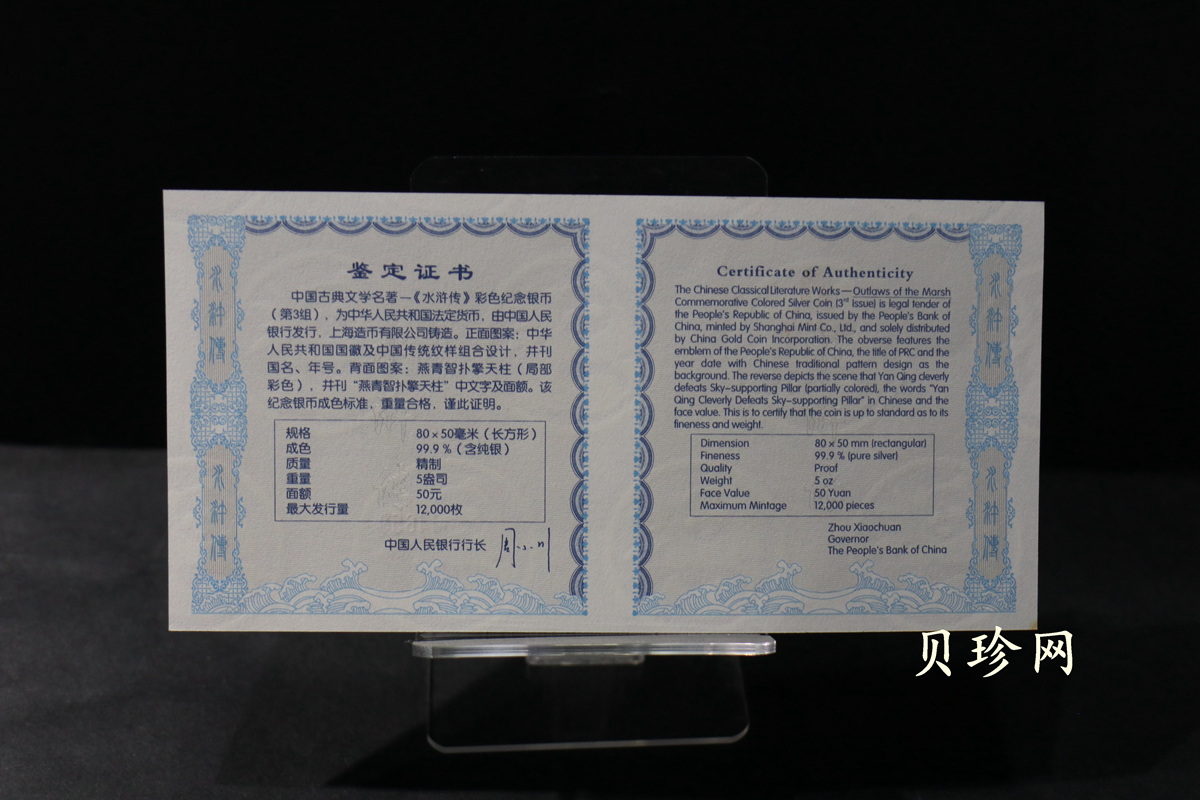 水浒傳
水浒傳
鉴定证书
中国古典文学名著—《水浒传》彩色纪念银币
（第3组），为中华人民共和国法定货币，由中国人民
银行发行，上海造币有限公司铸造。正面图案：中华
人民共和国国徽及中国传统纹样组合设计，并刊
国名、年号。背面图案：燕青智扑擎天柱（局部
彩色），并刊“燕青智扑擎天柱”中文字及面额。该
纪念银币成色标准，重量合格，谨此证明。
规格 80×50毫米（长方形）
成色 99.9％（含纯银）
质量 精制
重量 5盎司
面额 50元
最大发行量 12,000枚
中国人民银行行长 周小川
Certificate of Authenticity
The Chinese Classical Literature Works—Outlaws of the Marsh
Commemorative Colored Silver Coin (3rd Issue) is legal tender of
the People's Republic of China, issued by the People's Bank of
China, minted by Shanghai Mint Co., Ltd., and solely distributed
by China Gold Coin Incorporation. The obverse features the
emblem of the People's Republic of China, the title of PRC and the
year date with Chinese traditional pattern design as the
background. The reverse depicts the scene that Yan Qing cleverly
defeats Sky-supporting Pillar (partially colored), the words "Yan
Qing Cleverly Defeats Sky-supporting Pillar" in Chinese and the
face value. This is to certify that the coin is up to standard as to its
fineness and weight.
Dimension 80×50 mm (rectangular)
Fineness 99.9 % (pure silver)
Quality Proof
Weight 5 oz
Face Value 50 Yuan
Maximum Mintage 12,000 pieces
Zhou Xiaochuan
Governor
The People's Bank of China
水浒傳
水浒傳
贝珍网